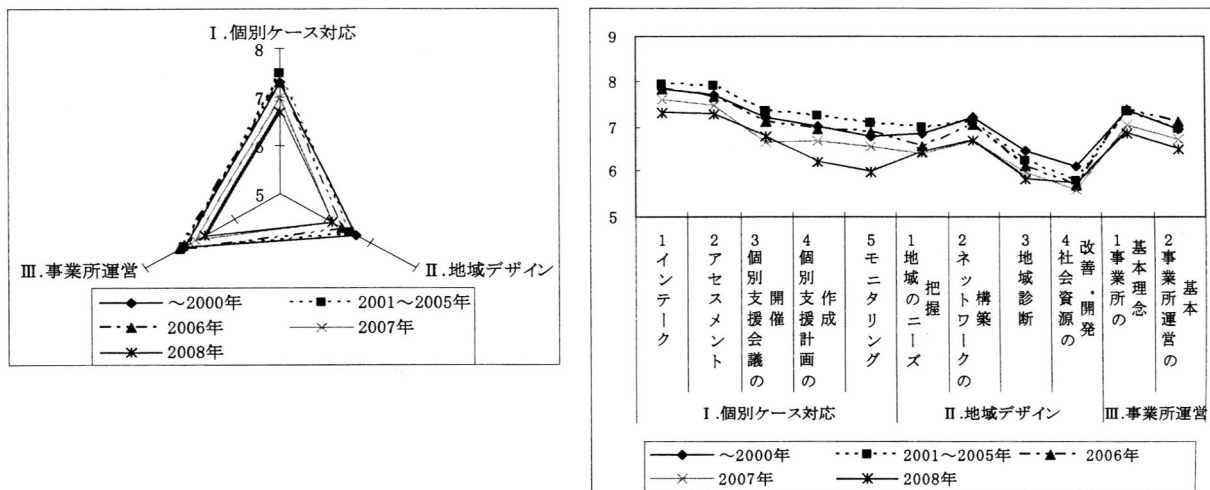 Ⅰ.個別ケース対応
8
7
6
5
Ⅲ.事業所運営
Ⅱ.地域デザイン
～2000年
2001～2005年
2006年
2007年
2008年
9
8
7
6
5
1インテーク
2アセスメント
3個別支援会議の
開催
4個別支援計画の
作成
5モニタリング
1地域のニーズ
把握
2ネットワークの
構築
3地域診断
4社会資源の
改善・開発
1事業所の
基本理念
2事業所運営の
基本
Ⅰ.個別ケース対応
Ⅱ.地域デザイン
Ⅲ.事業所運営
～2000年
2001～2005年
2006年
2007年
2008年